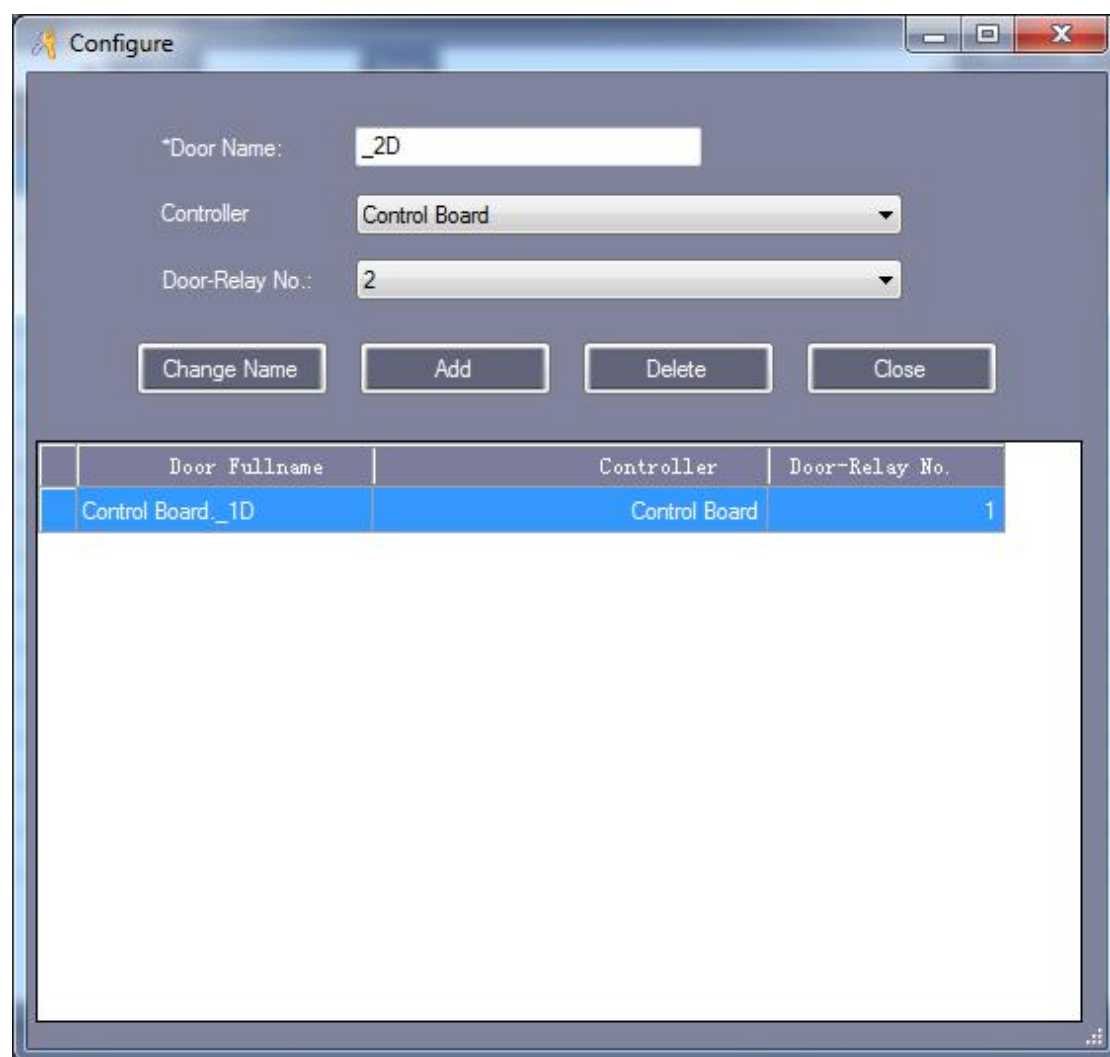 Configure
*Door Name: _2D
Controller Control Board
Door-Relay No.: 2
Change Name Add Delete Close
Door Fullname Controller Door-Relay No.
Control Board._1D Control Board 1